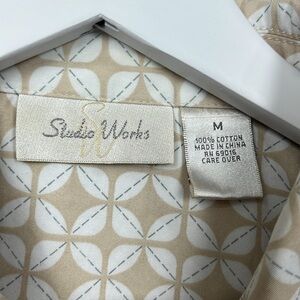 Studio Works
M
100% COTTON
MADE IN CHINA
RN 69016
CARE OVER